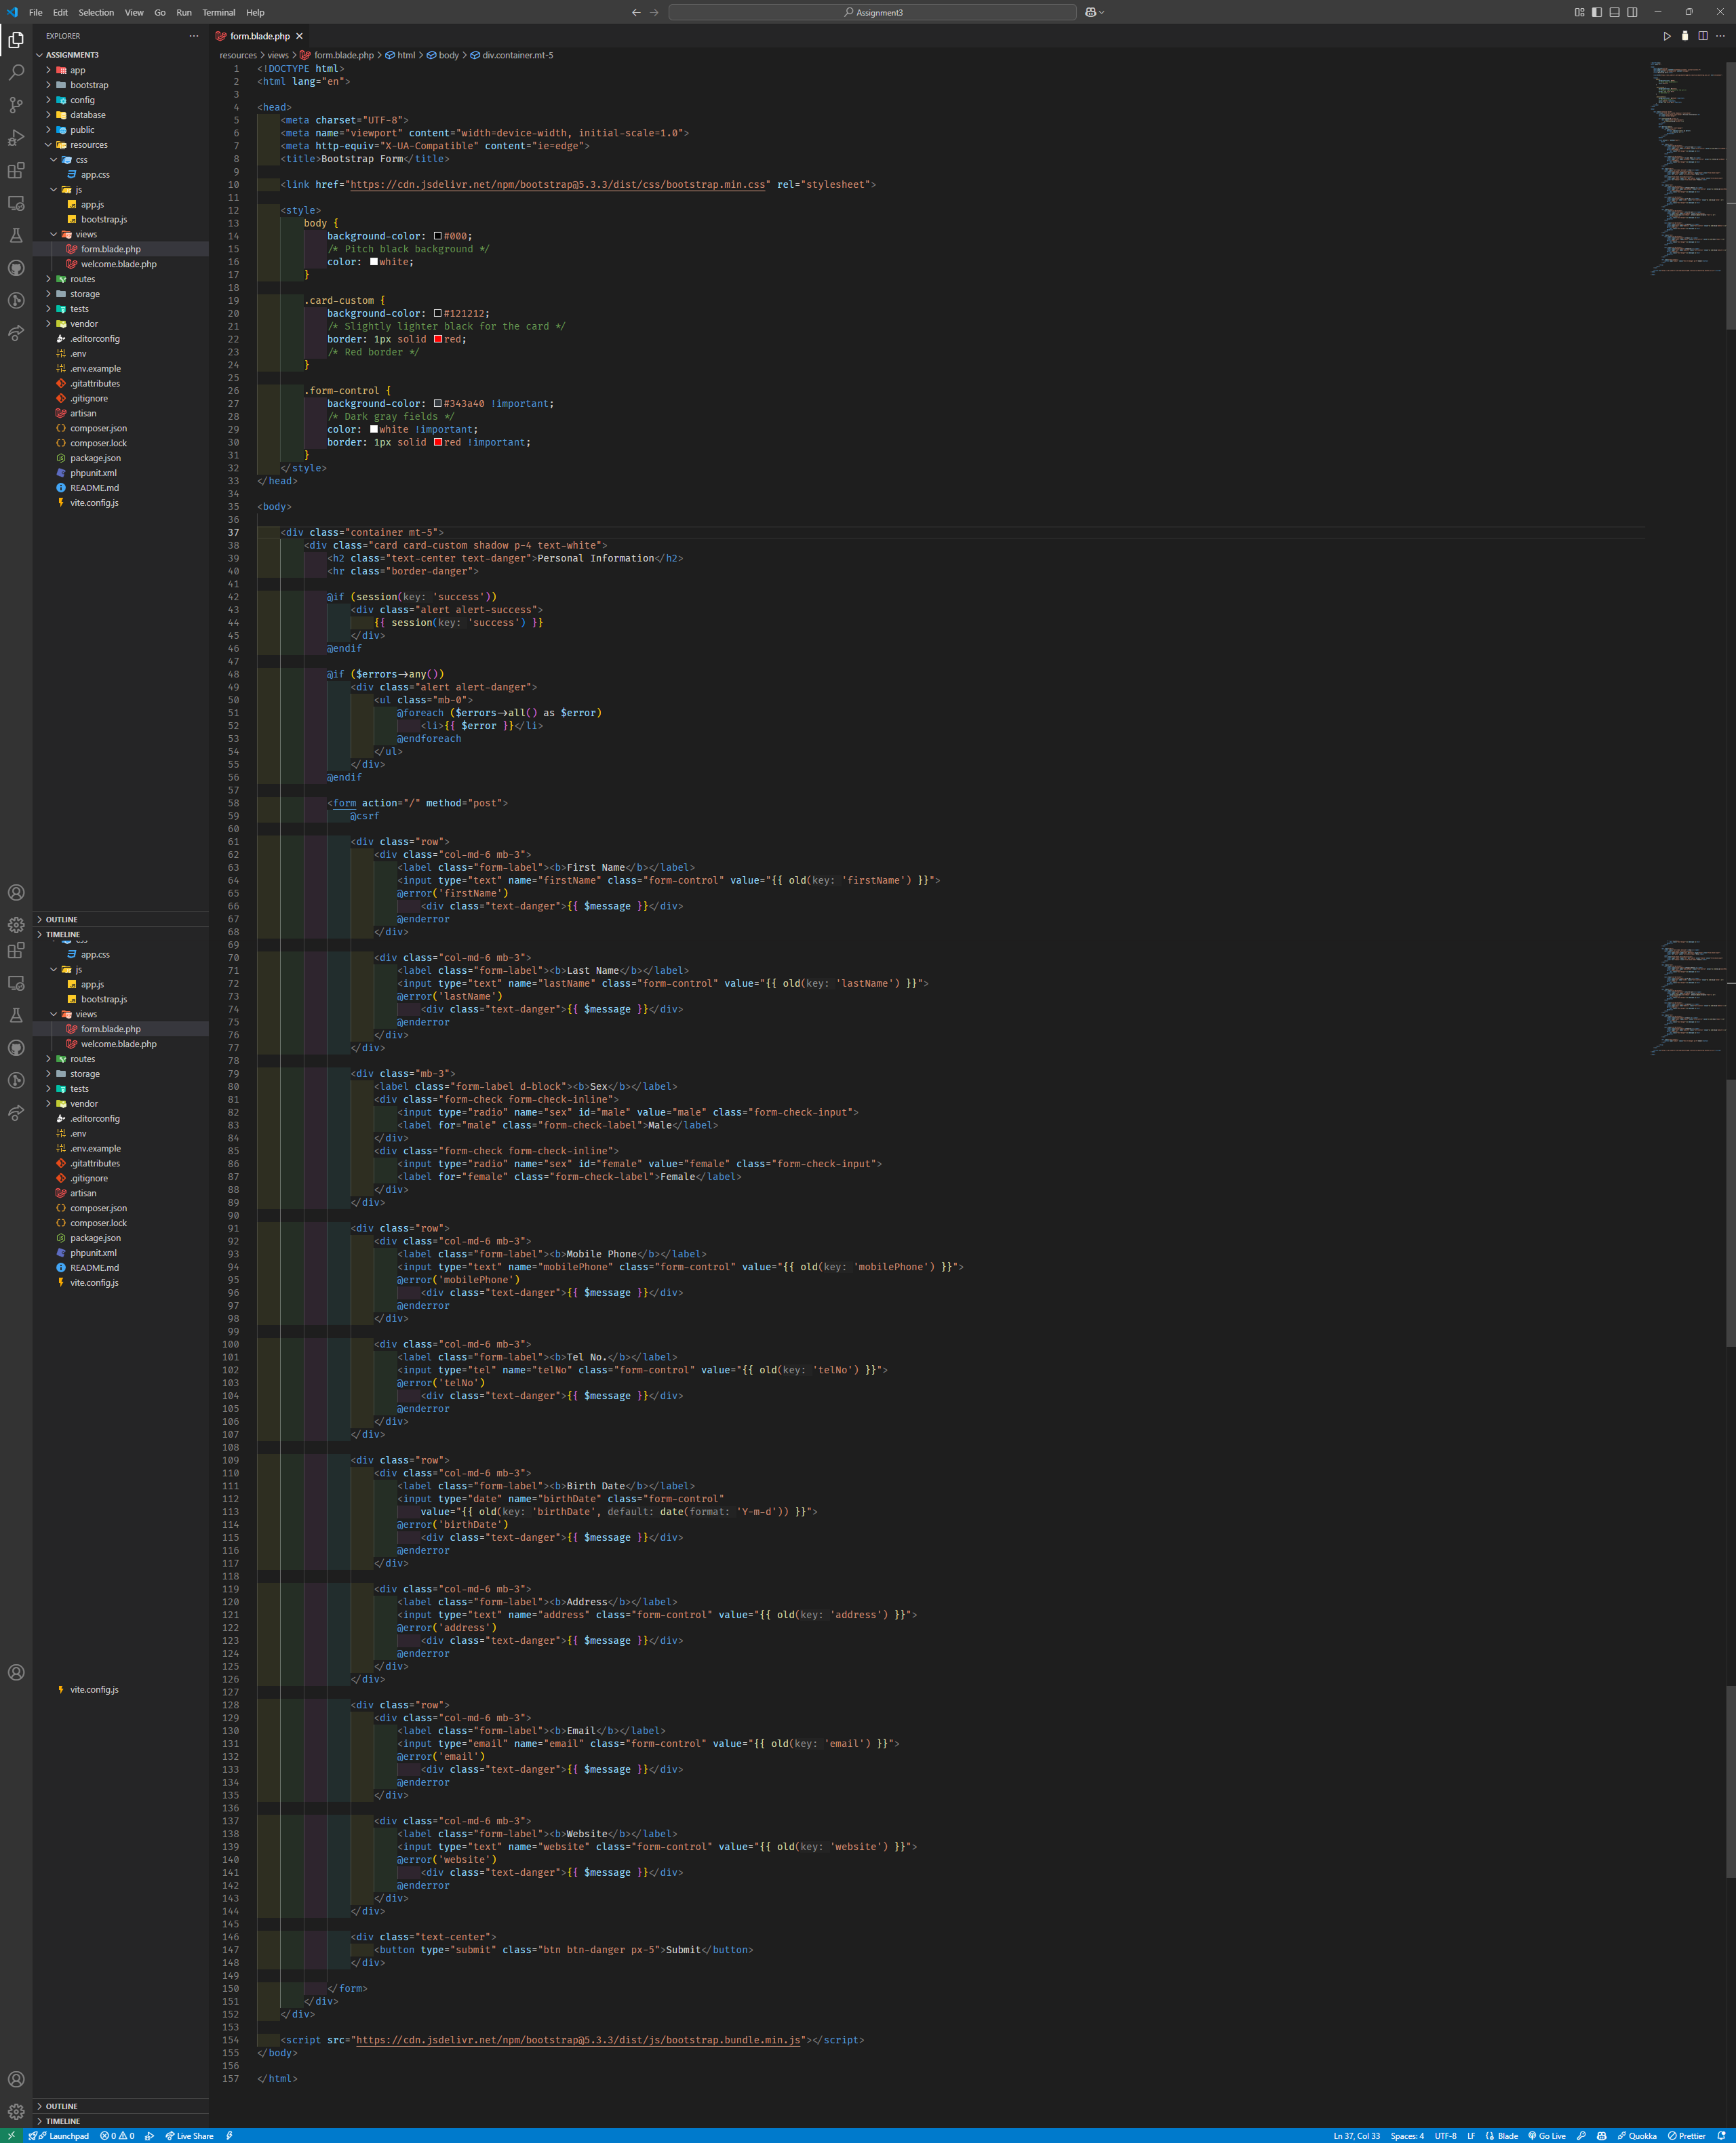 File Edit Selection View Go Run Terminal Help
Assignment3
EXPLORER
ASSIGNMENT3
app
bootstrap
config
database
public
resources
css
app.css
js
app.js
bootstrap.js
views
form.blade.php
welcome.blade.php
routes
storage
tests
vendor
.editorconfig
.env
.env.example
.gitattributes
.gitignore
artisan
composer.json
composer.lock
package.json
phpunit.xml
README.md
vite.config.js
OUTLINE
TIMELINE
app.css
js
app.js
bootstrap.js
views
form.blade.php
welcome.blade.php
routes
storage
tests
vendor
.editorconfig
.env
.env.example
.gitattributes
.gitignore
artisan
composer.json
composer.lock
package.json
phpunit.xml
README.md
vite.config.js
vite.config.js
OUTLINE
TIMELINE
form.blade.php
resources > views > form.blade.php > html > body > div.container.mt-5
1 <!DOCTYPE html>
2 <html lang="en">
3
4 <head>
5 <meta charset="UTF-8">
6 <meta name="viewport" content="width=device-width, initial-scale=1.0">
7 <meta http-equiv="X-UA-Compatible" content="ie=edge">
8 <title>Bootstrap Form</title>
9
10 <link href="https://cdn.jsdelivr.net/npm/bootstrap@5.3.3/dist/css/bootstrap.min.css" rel="stylesheet">
11
12 <style>
13 body {
14 background-color: #000;
15 /* Pitch black background */
16 color: white;
17 }
18
19 .card-custom {
20 background-color: #121212;
21 /* Slightly lighter black for the card */
22 border: 1px solid red;
23 /* Red border */
24 }
25
26 .form-control {
27 background-color: #343a40 !important;
28 /* Dark gray fields */
29 color: white !important;
30 border: 1px solid red !important;
31 }
32 </style>
33 </head>
34
35 <body>
36
37 <div class="container mt-5">
38 <div class="card card-custom shadow p-4 text-white">
39 <h2 class="text-center text-danger">Personal Information</h2>
40 <hr class="border-danger">
41
42 @if (session(key: 'success'))
43 <div class="alert alert-success">
44 {{ session(key: 'success') }}
45 </div>
46 @endif
47
48 @if ($errors->any())
49 <div class="alert alert-danger">
50 <ul class="mb-0">
51 @foreach ($errors->all() as $error)
52 <li>{{ $error }}</li>
53 @endforeach
54 </ul>
55 </div>
56 @endif
57
58 <form action="/" method="post">
59 @csrf
60
61 <div class="row">
62 <div class="col-md-6 mb-3">
63 <label class="form-label"><b>First Name</b></label>
64 <input type="text" name="firstName" class="form-control" value="{{ old(key: 'firstName') }}">
65 @error('firstName')
66 <div class="text-danger">{{ $message }}</div>
67 @enderror
68 </div>
69
70 <div class="col-md-6 mb-3">
71 <label class="form-label"><b>Last Name</b></label>
72 <input type="text" name="lastName" class="form-control" value="{{ old(key: 'lastName') }}">
73 @error('lastName')
74 <div class="text-danger">{{ $message }}</div>
75 @enderror
76 </div>
77 </div>
78
79 <div class="mb-3">
80 <label class="form-label d-block"><b>Sex</b></label>
81 <div class="form-check form-check-inline">
82 <input type="radio" name="sex" id="male" value="male" class="form-check-input">
83 <label for="male" class="form-check-label">Male</label>
84 </div>
85 <div class="form-check form-check-inline">
86 <input type="radio" name="sex" id="female" value="female" class="form-check-input">
87 <label for="female" class="form-check-label">Female</label>
88 </div>
89 </div>
90
91 <div class="row">
92 <div class="col-md-6 mb-3">
93 <label class="form-label"><b>Mobile Phone</b></label>
94 <input type="text" name="mobilePhone" class="form-control" value="{{ old(key: 'mobilePhone') }}">
95 @error('mobilePhone')
96 <div class="text-danger">{{ $message }}</div>
97 @enderror
98 </div>
99
100 <div class="col-md-6 mb-3">
101 <label class="form-label"><b>Tel No.</b></label>
102 <input type="tel" name="telNo" class="form-control" value="{{ old(key: 'telNo') }}">
103 @error('telNo')
104 <div class="text-danger">{{ $message }}</div>
105 @enderror
106 </div>
107 </div>
108
109 <div class="row">
110 <div class="col-md-6 mb-3">
111 <label class="form-label"><b>Birth Date</b></label>
112 <input type="date" name="birthDate" class="form-control"
113 value="{{ old(key: 'birthDate', default: date(format: 'Y-m-d')) }}">
114 @error('birthDate')
115 <div class="text-danger">{{ $message }}</div>
116 @enderror
117 </div>
118
119 <div class="col-md-6 mb-3">
120 <label class="form-label"><b>Address</b></label>
121 <input type="text" name="address" class="form-control" value="{{ old(key: 'address') }}">
122 @error('address')
123 <div class="text-danger">{{ $message }}</div>
124 @enderror
125 </div>
126 </div>
127
128 <div class="row">
129 <div class="col-md-6 mb-3">
130 <label class="form-label"><b>Email</b></label>
131 <input type="email" name="email" class="form-control" value="{{ old(key: 'email') }}">
132 @error('email')
133 <div class="text-danger">{{ $message }}</div>
134 @enderror
135 </div>
136
137 <div class="col-md-6 mb-3">
138 <label class="form-label"><b>Website</b></label>
139 <input type="text" name="website" class="form-control" value="{{ old(key: 'website') }}">
140 @error('website')
141 <div class="text-danger">{{ $message }}</div>
142 @enderror
143 </div>
144 </div>
145
146 <div class="text-center">
147 <button type="submit" class="btn btn-danger px-5">Submit</button>
148 </div>
149
150 </form>
151 </div>
152 </div>
153
154 <script src="https://cdn.jsdelivr.net/npm/bootstrap@5.3.3/dist/js/bootstrap.bundle.min.js"></script>
155 </body>
156
157 </html>
Launchpad 0 0 Live Share Ln 37, Col 33 Spaces: 4 UTF-8 LF Blade Go Live Quokka Prettier